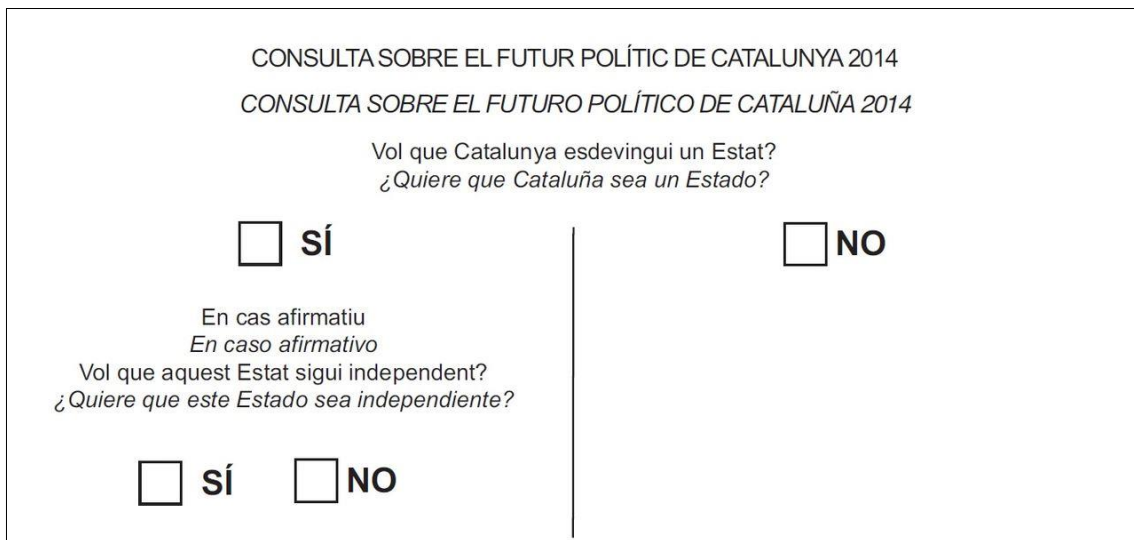 CONSULTA SOBRE EL FUTUR POLÍTIC DE CATALUNYA 2014
CONSULTA SOBRE EL FUTURO POLÍTICO DE CATALUÑA 2014
Vol que Catalunya esdevingui un Estat?
¿Quiere que Cataluña sea un Estado?
SÍ
NO
En cas afirmatiu
En caso afirmativo
Vol que aquest Estat sigui independent?
¿Quiere que este Estado sea independiente?
SÍ NO